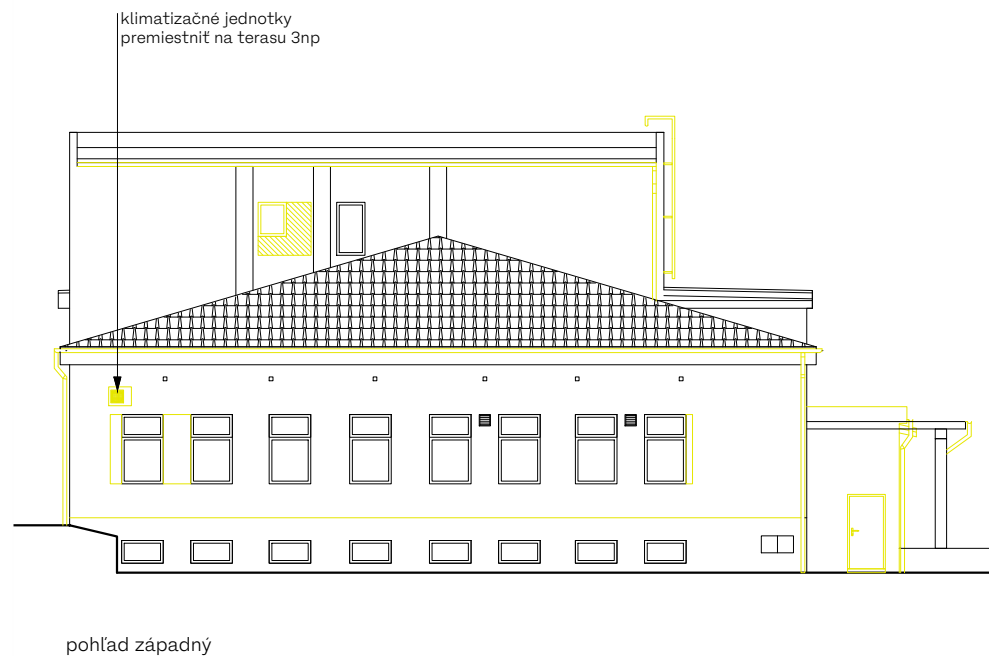 klimatizačné jednotky
premiestniť na terasu 3np
pohľad západný